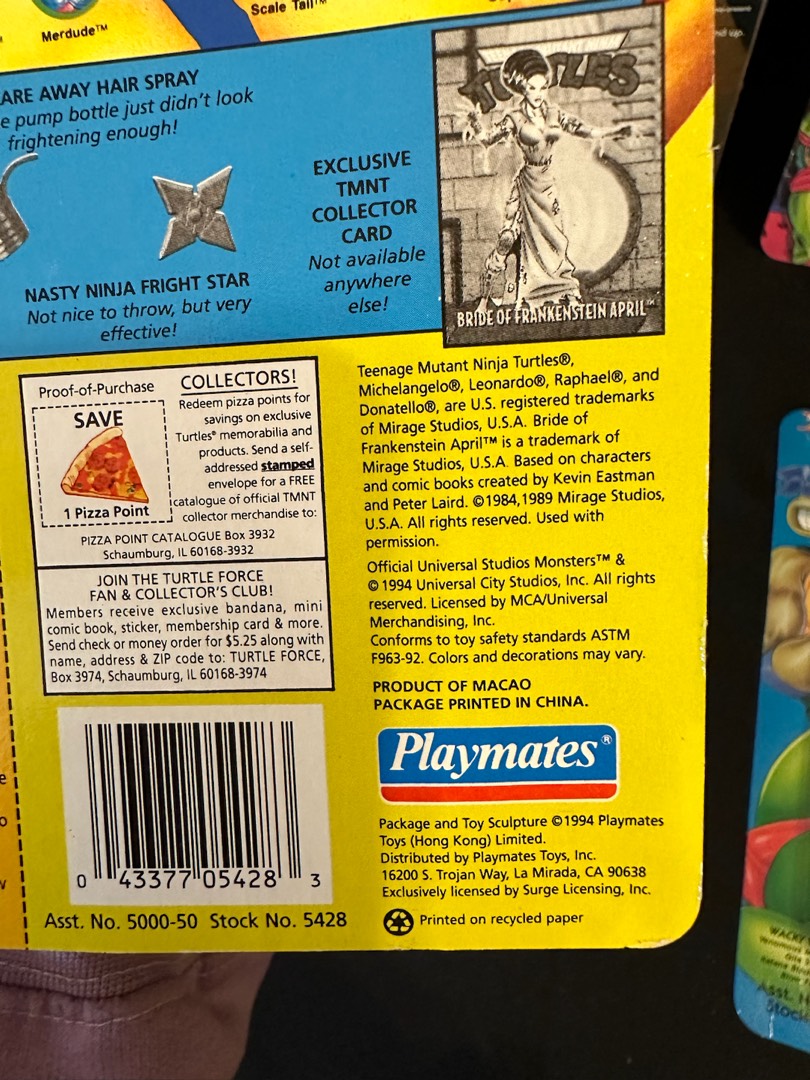 Merdude™
Scale Tail™
ARE AWAY HAIR SPRAY
e pump bottle just didn't look
frightening enough!
NASTY NINJA FRIGHT STAR
Not nice to throw, but very
effective!
EXCLUSIVE
TMNT
COLLECTOR
CARD
Not available
anywhere
else!
TURTLES
BRIDE OF FRANKENSTEIN APRIL™
Proof-of-Purchase
SAVE
1 Pizza Point
COLLECTORS!
Redeem pizza points for
savings on exclusive
Turtles® memorabilia and
products. Send a self-
addressed stamped
envelope for a FREE
catalogue of official TMNT
collector merchandise to:
PIZZA POINT CATALOGUE Box 3932
Schaumburg, IL 60168-3932
JOIN THE TURTLE FORCE
FAN & COLLECTOR'S CLUB!
Members receive exclusive bandana, mini
comic book, sticker, membership card & more.
Send check or money order for $5.25 along with
name, address & ZIP code to: TURTLE FORCE,
Box 3974, Schaumburg, IL 60168-3974
0 43377 05428 3
Asst. No. 5000-50 Stock No. 5428
Teenage Mutant Ninja Turtles®,
Michelangelo®, Leonardo®, Raphael®, and
Donatello®, are U.S. registered trademarks
of Mirage Studios, U.S.A. Bride of
Frankenstein April™ is a trademark of
Mirage Studios, U.S.A. Based on characters
and comic books created by Kevin Eastman
and Peter Laird. ©1984,1989 Mirage Studios,
U.S.A. All rights reserved. Used with
permission.
Official Universal Studios Monsters™ &
© 1994 Universal City Studios, Inc. All rights
reserved. Licensed by MCA/Universal
Merchandising, Inc.
Conforms to toy safety standards ASTM
F963-92. Colors and decorations may vary.
PRODUCT OF MACAO
PACKAGE PRINTED IN CHINA.
Playmates®
Package and Toy Sculpture ©1994 Playmates
Toys (Hong Kong) Limited.
Distributed by Playmates Toys, Inc.
16200 S. Trojan Way, La Mirada, CA 90638
Exclusively licensed by Surge Licensing, Inc.
Printed on recycled paper
WACKY
Asst.
Stoc